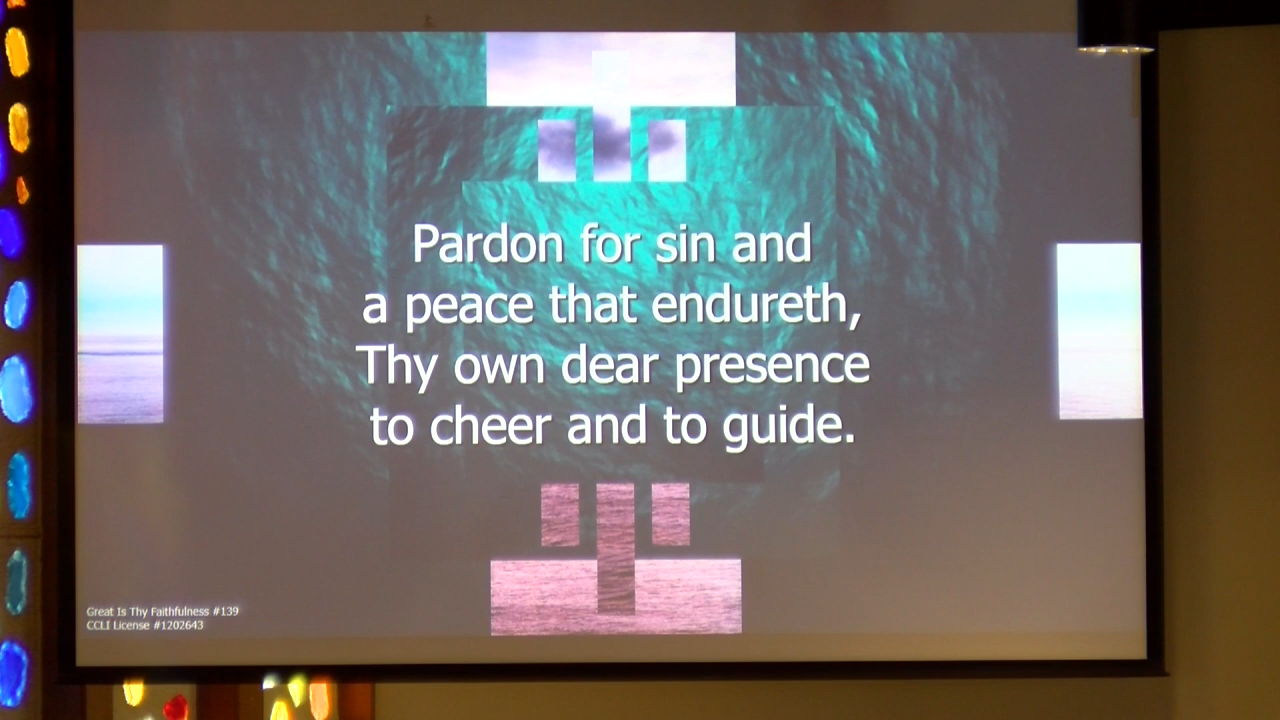 Pardon for sin and
a peace that endureth,
Thy own dear presence
to cheer and to guide.
Great Is Thy Faithfulness #139
CCLI License #1202643